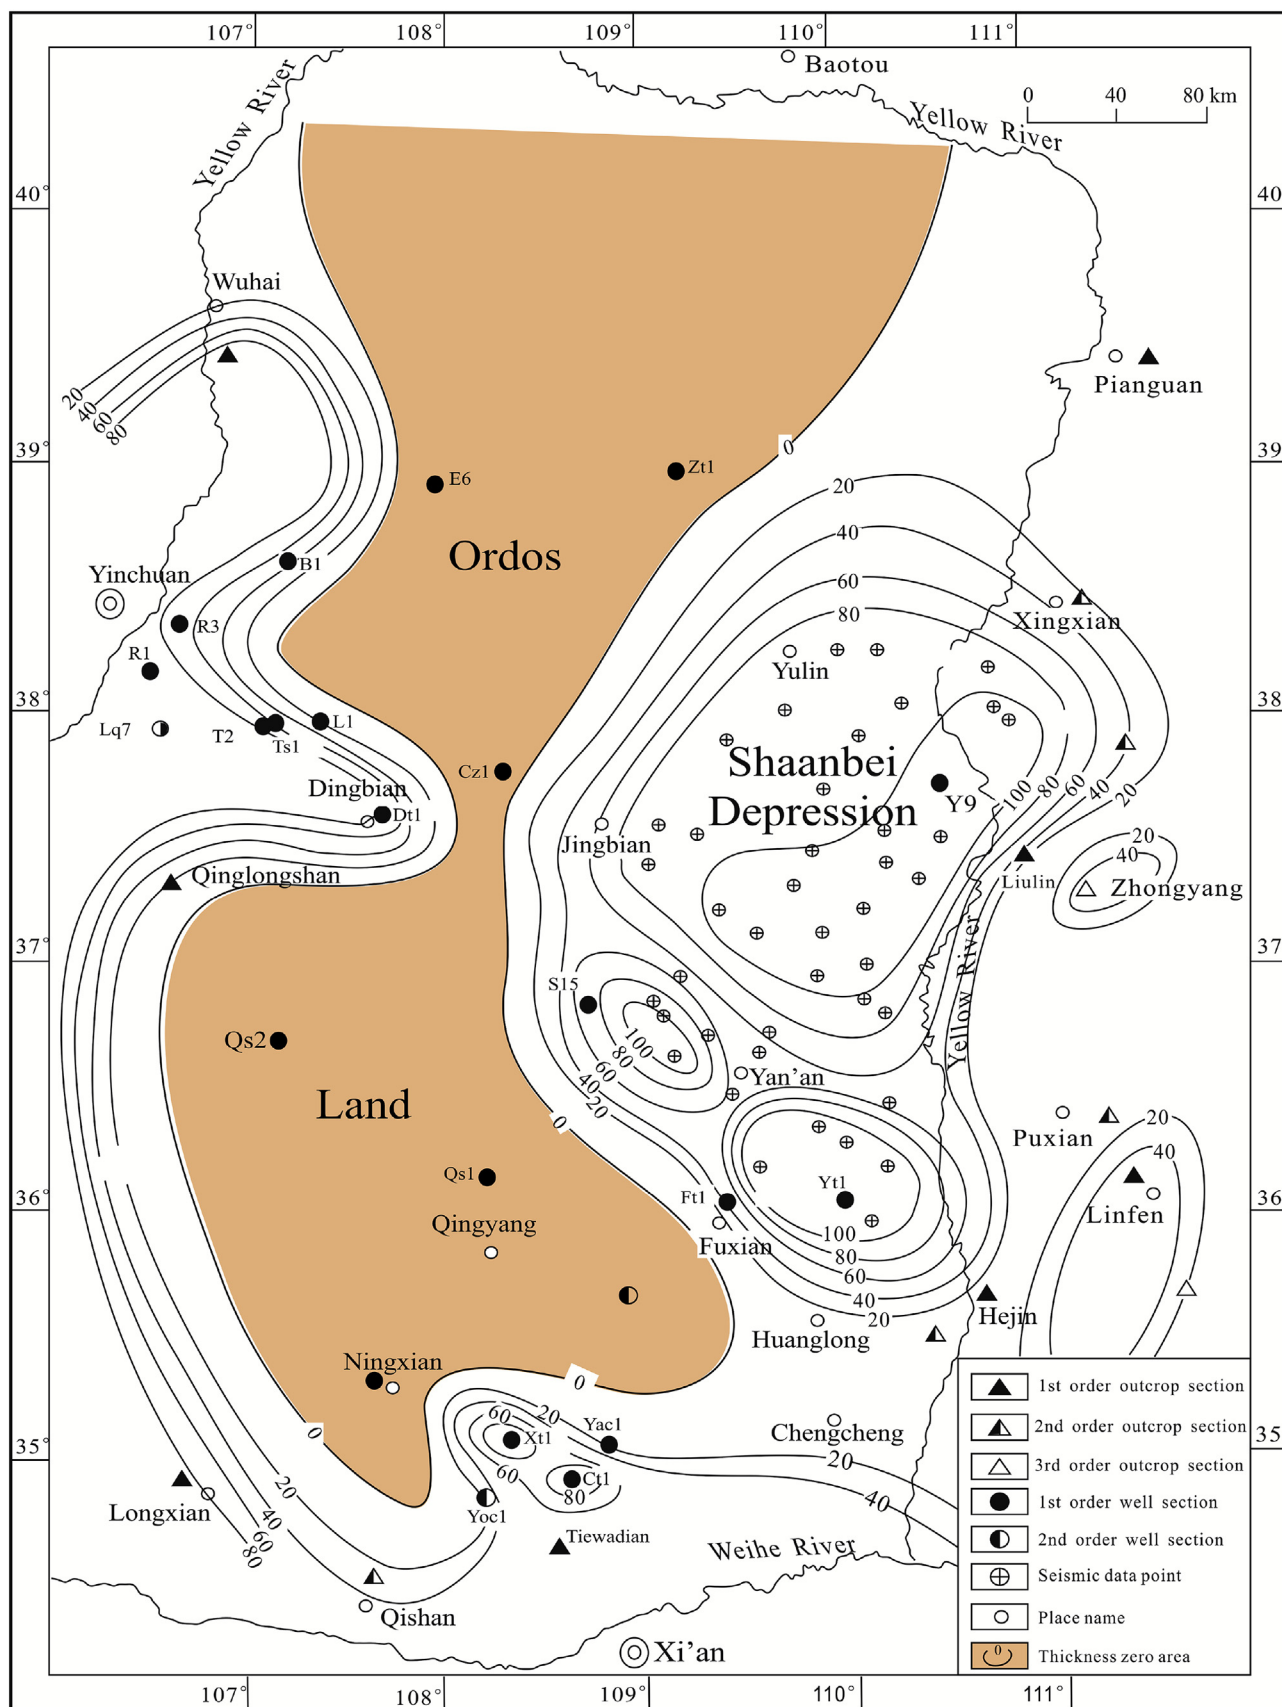 107° 108° 109° 110° 111°
Baotou
0 40 80 km
Yellow River
Yellow River
40° 40
Wuhai
Pianguan
20
40
60
80
39° 39
0
E6
Zt1
20
40
60
80
Ordos
B1
Yinchuan
Xingxian
R3
R1
Yulin
38° 38
Lq7
T2
Ts1
L1
Cz1
Shaanbei
Depression
Y9
100
80
60
40
20
Dingbian
Dt1
Jingbian
20
40
Qinglongshan
Liulin
Zhongyang
37° 37
Yellow River
S15
Qs2
100
80
60
40
20
Yan'an
Land
0
Puxian
20
40
Qs1
Ft1
Yt1
36° 36
Linfen
Qingyang
Fuxian
100
80
60
40
20
Hejin
Huanglong
Ningxian
0
0
60
20
Yac1
Xt1
Chengcheng
35° 35
60
Ct1
80
20
40
Longxian
20
40
60
80
Yoc1
Tiewadian
Weihe River
Qishan
Xi'an
1st order outcrop section
2nd order outcrop section
3rd order outcrop section
1st order well section
2nd order well section
Seismic data point
Place name
0 Thickness zero area
107° 108° 109° 110° 111°